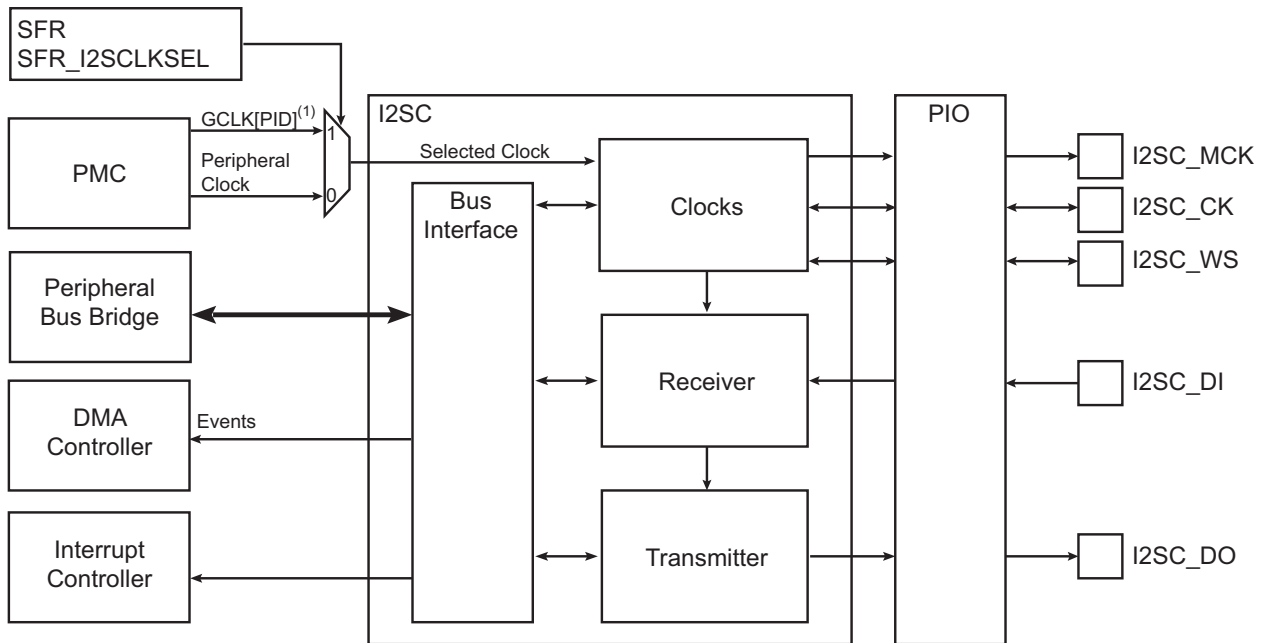 SFR
SFR_I2SCLKSEL
PMC
GCLK[PID](1)
Peripheral
Clock
1
0
Selected Clock
I2SC
PIO
Bus
Interface
Clocks
I2SC_MCK
I2SC_CK
I2SC_WS
Peripheral
Bus Bridge
Receiver
I2SC_DI
DMA
Controller
Events
Interrupt
Controller
Transmitter
I2SC_DO